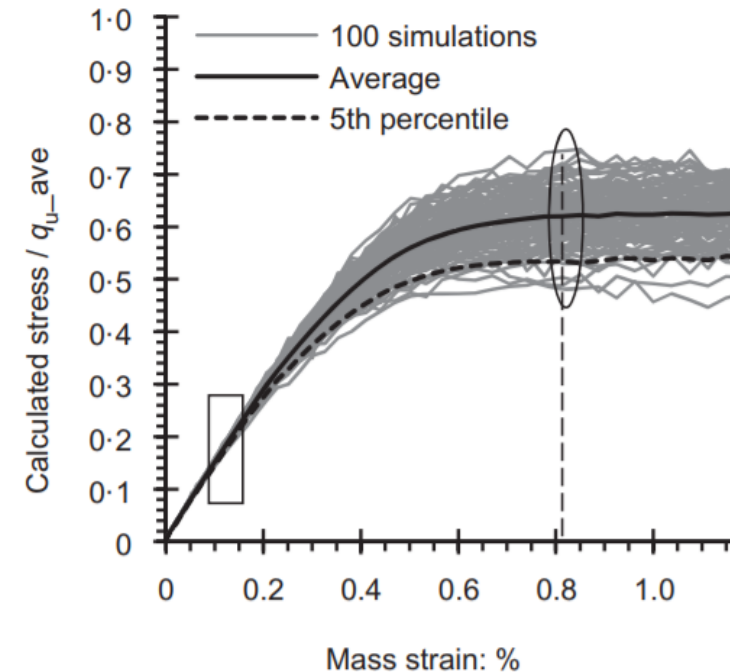 1·0
0·9
0·8
0·7
0·6
0·5
0·4
0·3
0·2
0·1
0
100 simulations
Average
5th percentile
Calculated stress / qu_ave
0 0.2 0.4 0.6 0.8 1.0
Mass strain: %